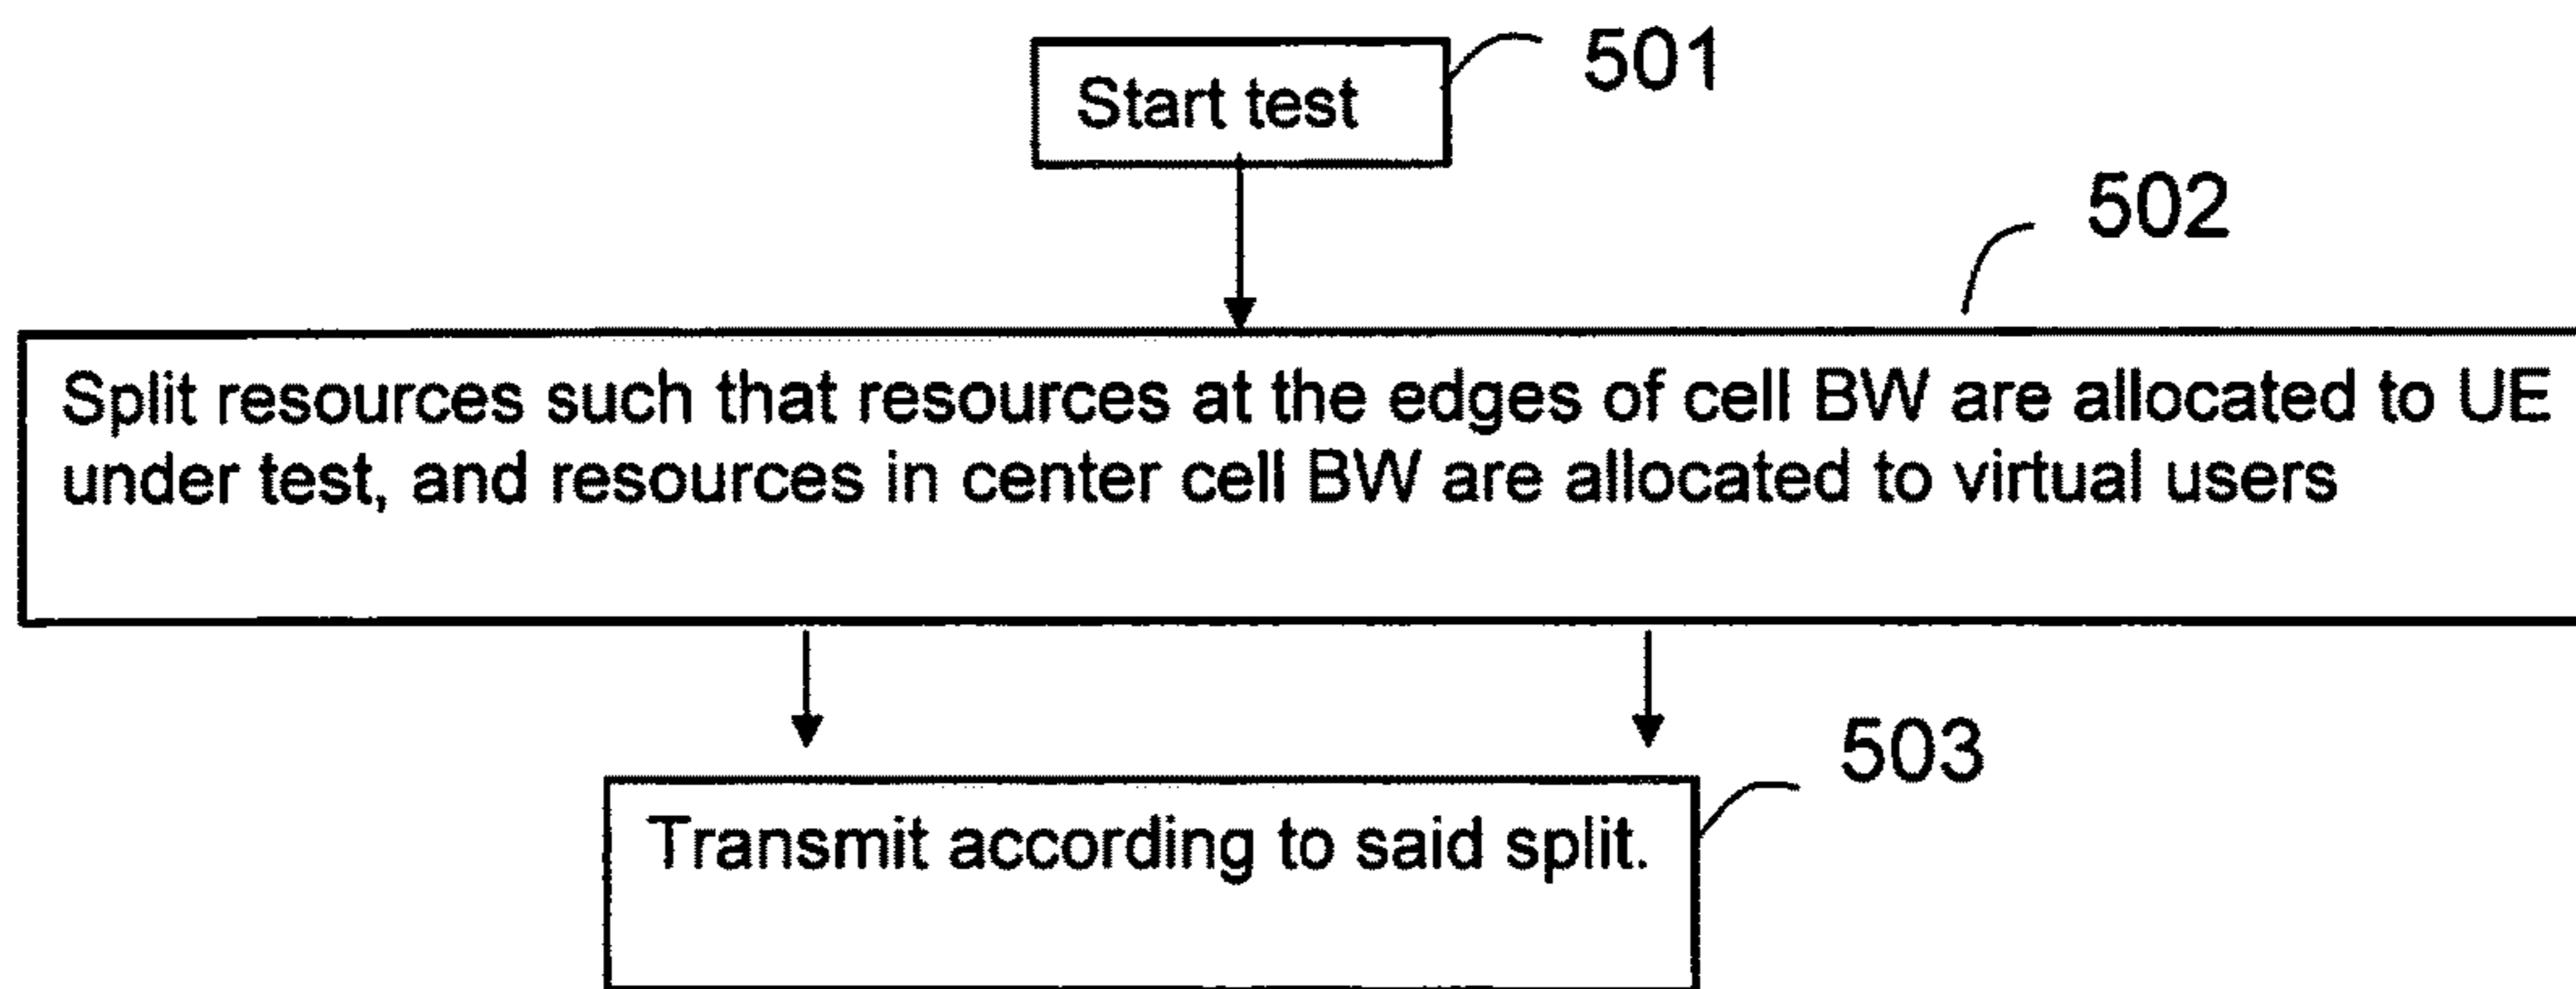 Start test
501
502
Split resources such that resources at the edges of cell BW are allocated to UE
under test, and resources in center cell BW are allocated to virtual users
503
Transmit according to said split.